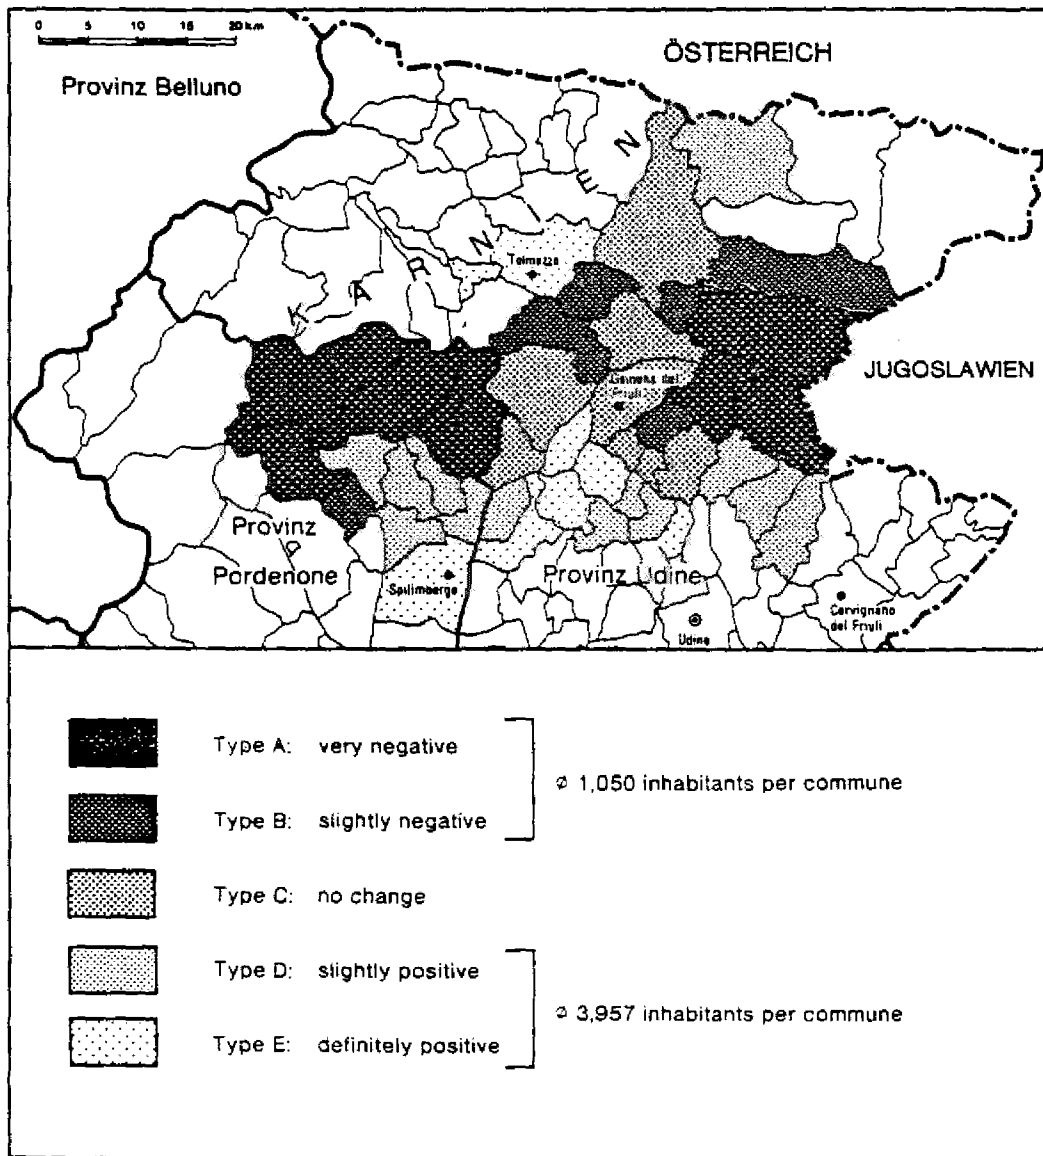 0 5 10 15 20 km
ÖSTERREICH
Provinz Belluno
KARNEN
Tolmezzo
JUGOSLAWIEN
Gemona del
Friuli
Provinz
Pordenone
Spilimbergo
Provinz Udine
Udine
Cervignano
del Friuli
Type A: very negative
Type B: slightly negative
ø 1,050 inhabitants per commune
Type C: no change
Type D: slightly positive
Type E: definitely positive
ø 3,957 inhabitants per commune